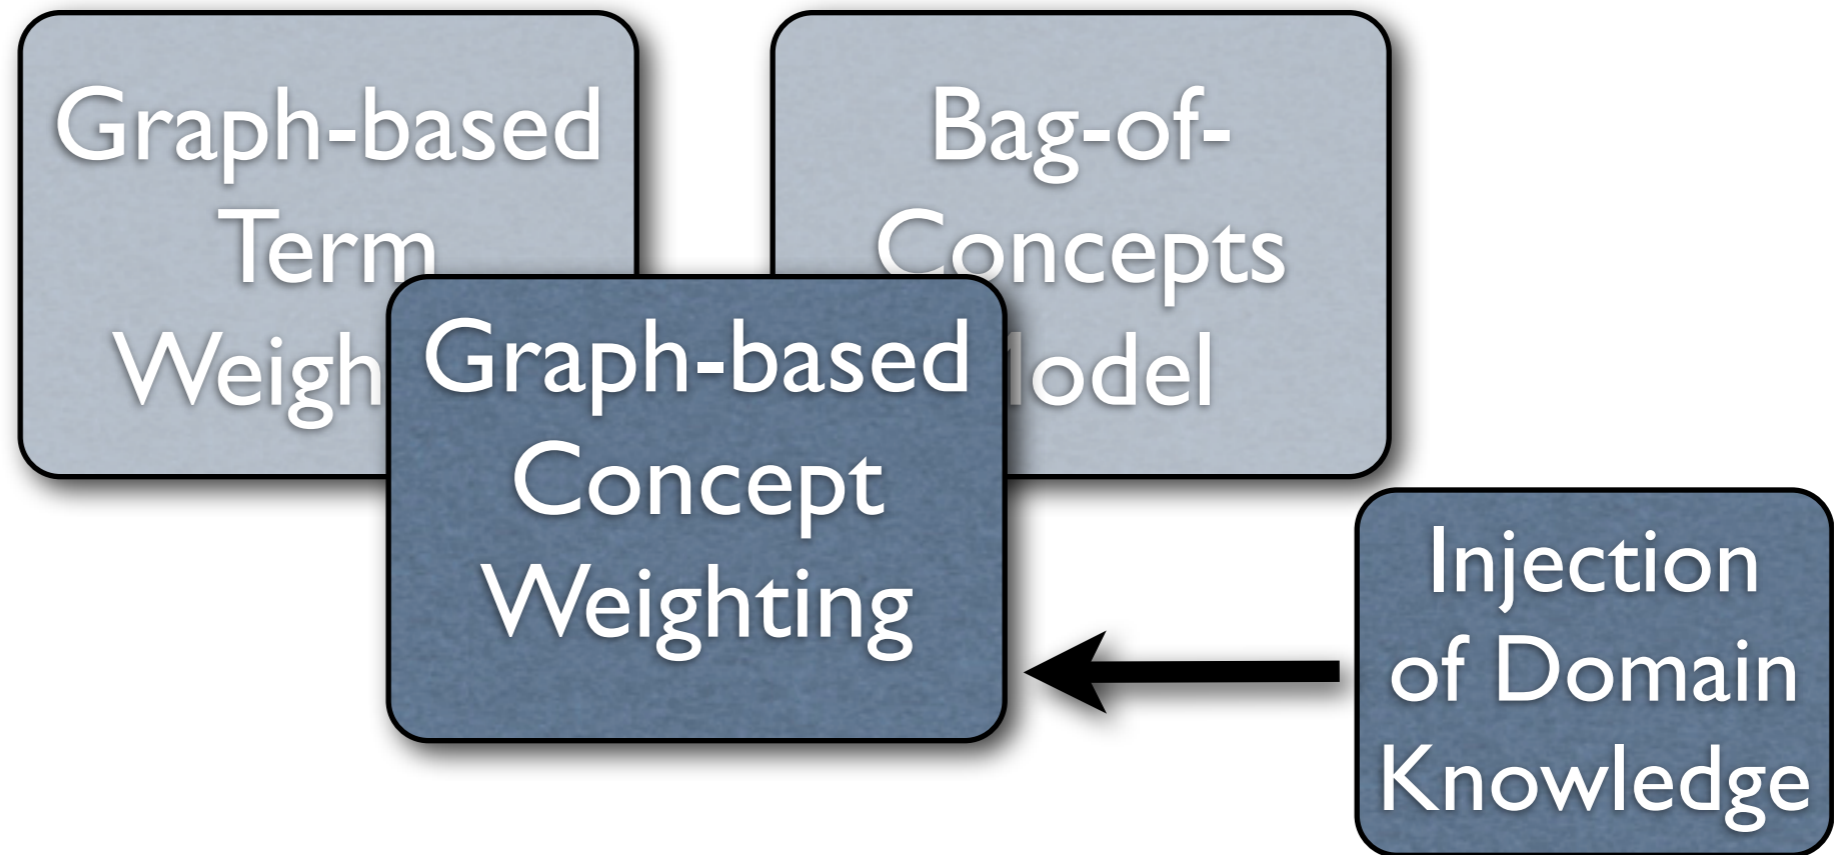 Graph-based
Term
Weigh
Bag-of-
Concepts
odel
Graph-based
Concept
Weighting
Injection
of Domain
Knowledge